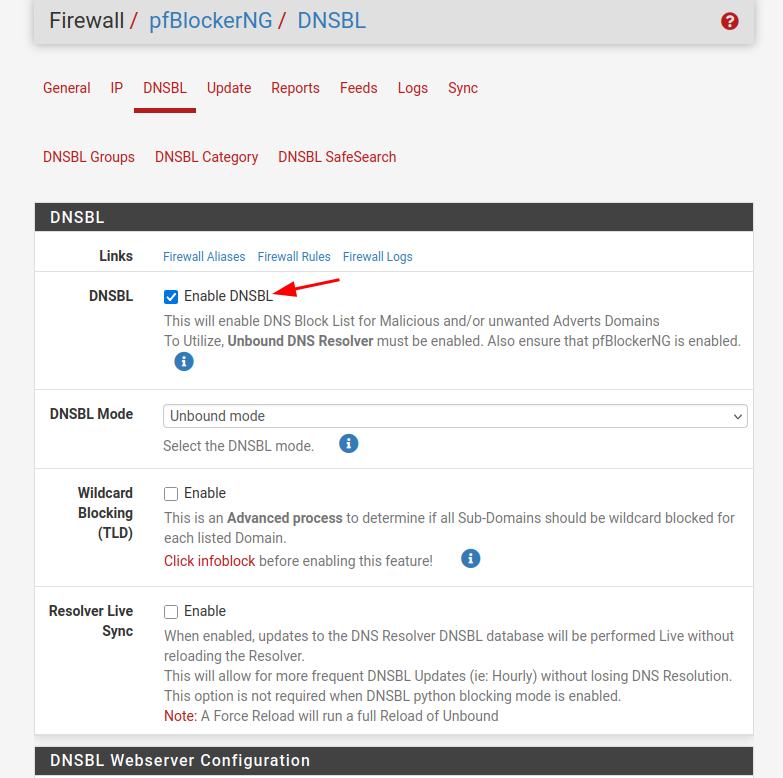 Firewall / pfBlockerNG / DNSBL
General IP DNSBL Update Reports Feeds Logs Sync
DNSBL Groups DNSBL Category DNSBL SafeSearch
DNSBL
Links Firewall Aliases Firewall Rules Firewall Logs
DNSBL Enable DNSBL
This will enable DNS Block List for Malicious and/or unwanted Adverts Domains
To Utilize, Unbound DNS Resolver must be enabled. Also ensure that pfBlockerNG is enabled.
DNSBL Mode Unbound mode
Select the DNSBL mode.
Wildcard Blocking (TLD) Enable
This is an Advanced process to determine if all Sub-Domains should be wildcard blocked for
each listed Domain.
Click infoblock before enabling this feature!
Resolver Live Sync Enable
When enabled, updates to the DNS Resolver DNSBL database will be performed Live without
reloading the Resolver.
This will allow for more frequent DNSBL Updates (ie: Hourly) without losing DNS Resolution.
This option is not required when DNSBL python blocking mode is enabled.
Note: A Force Reload will run a full Reload of Unbound
DNSBL Webserver Configuration